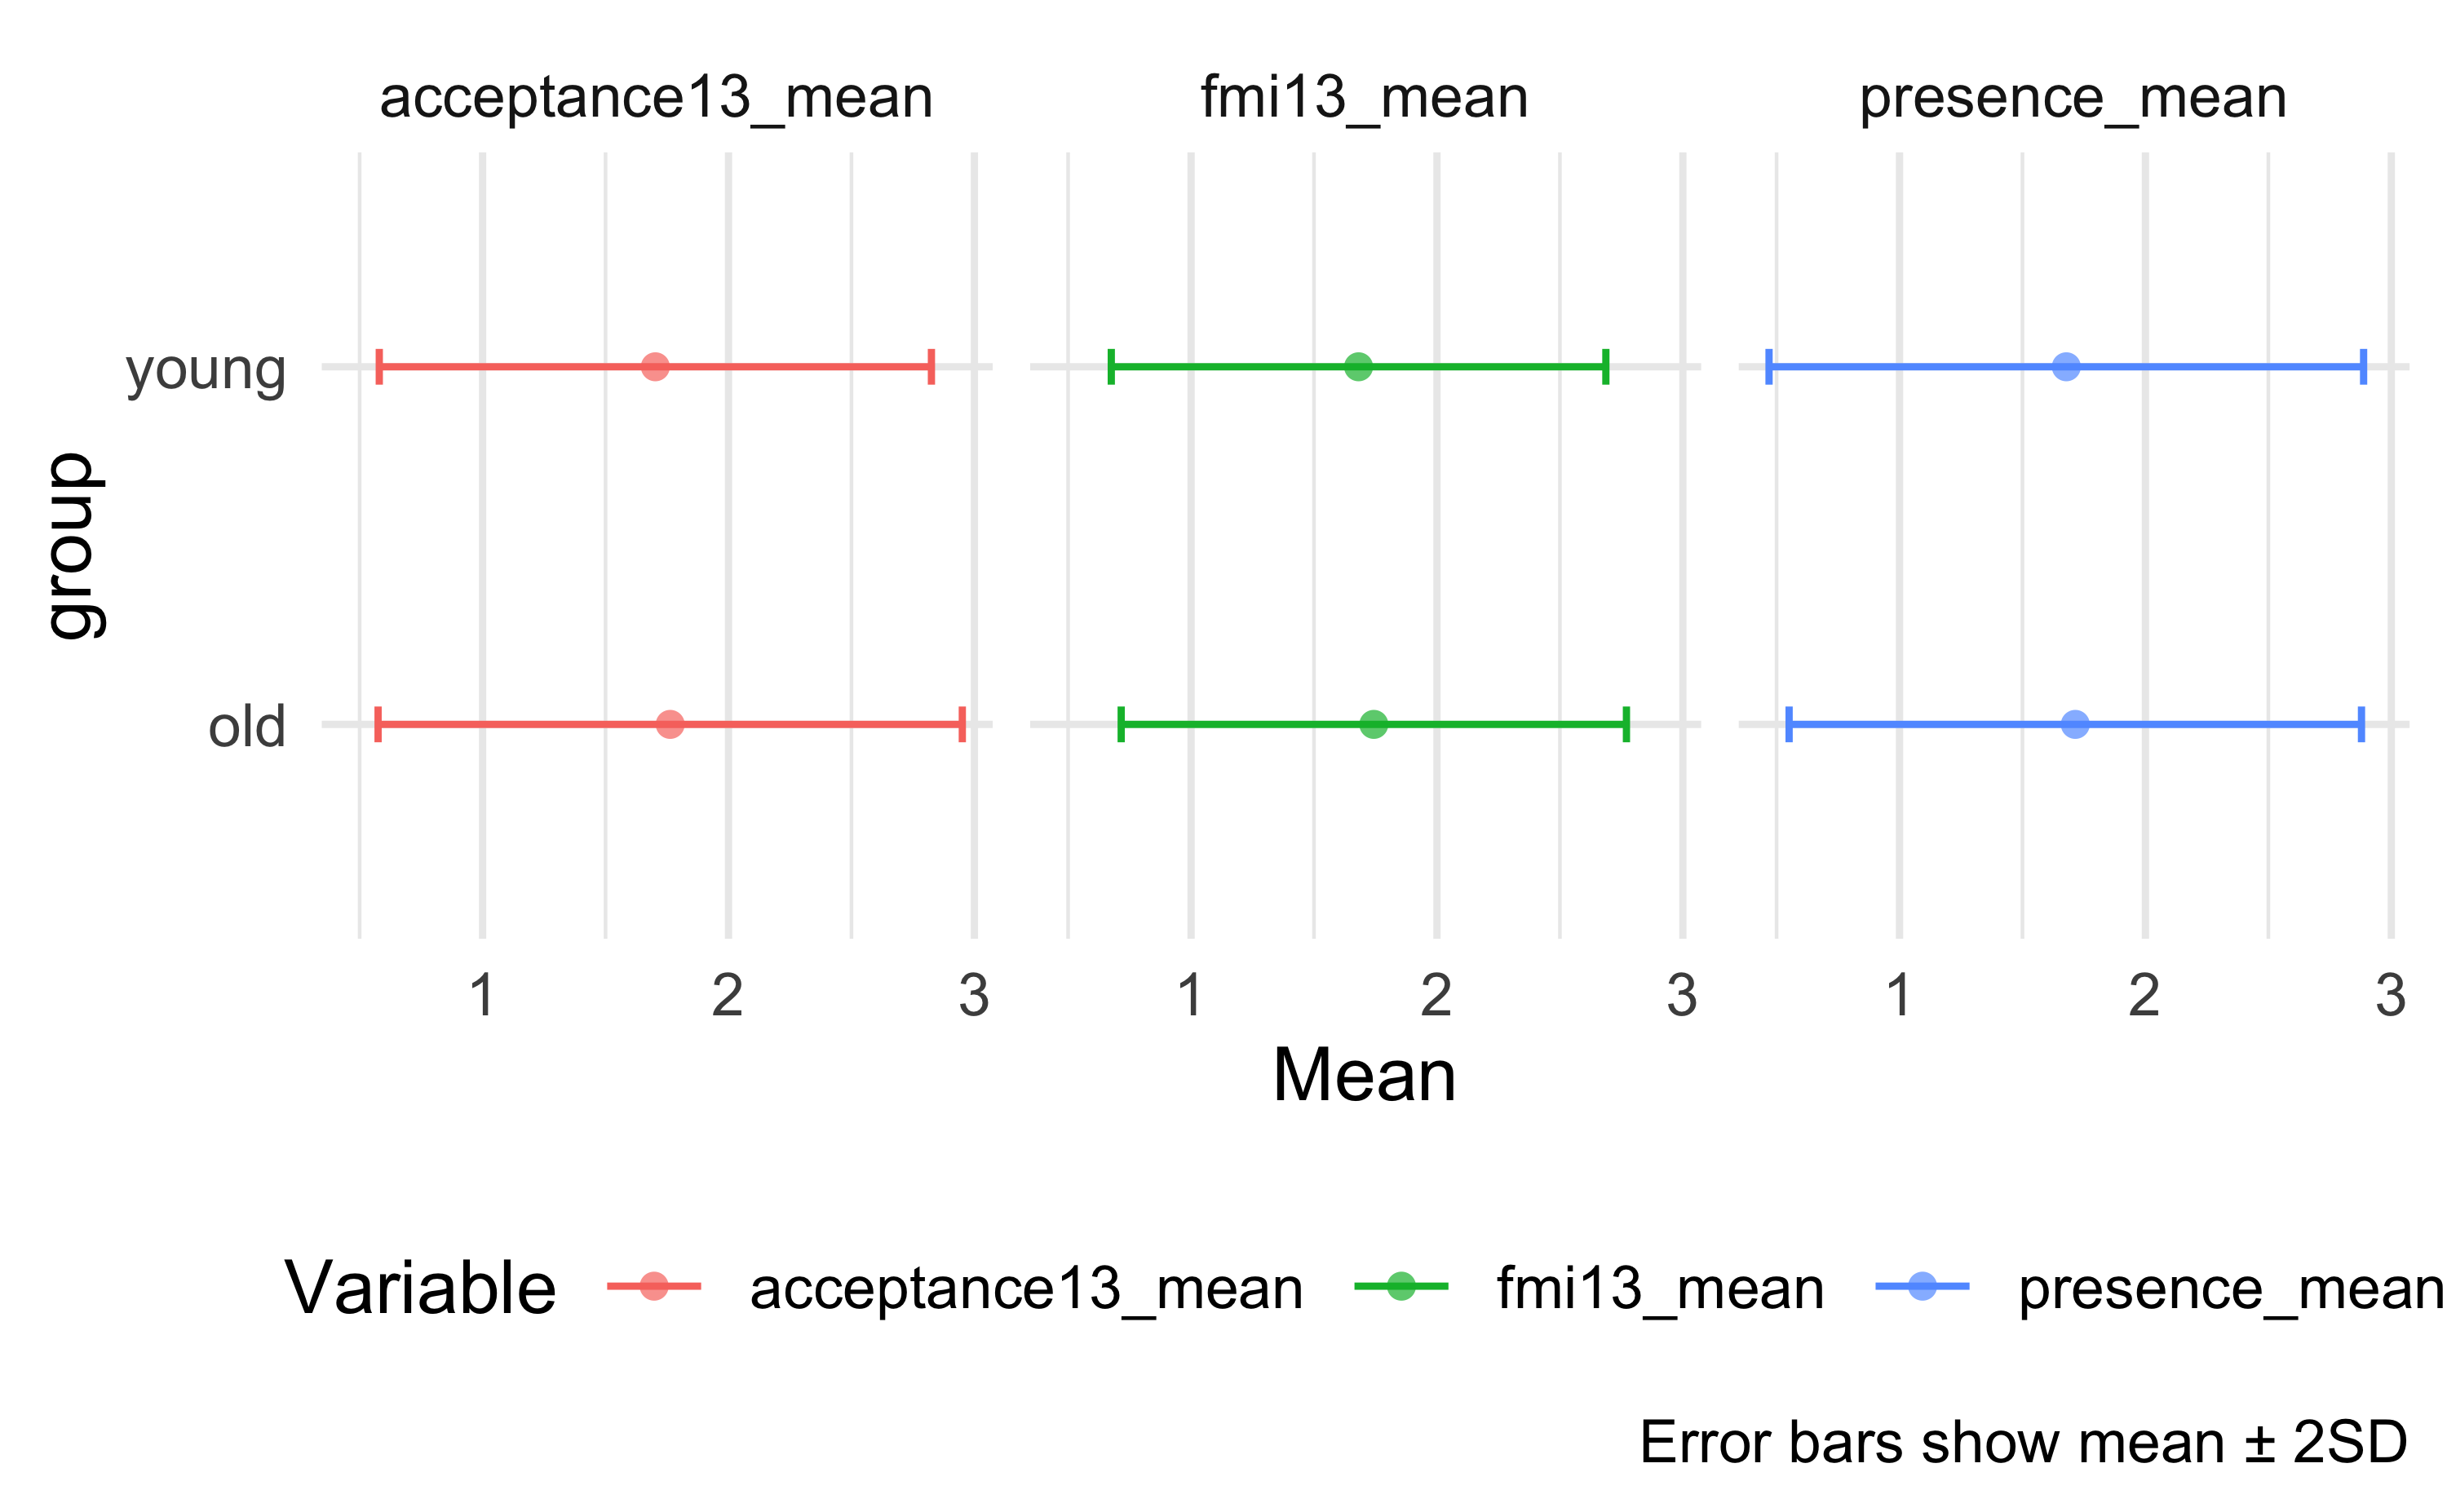 acceptance13_mean fmi13_mean presence_mean
young
group
old
1 2 3 1 2 3 1 2 3
Mean
Variable acceptance13_mean fmi13_mean presence_mean
Error bars show mean ± 2SD